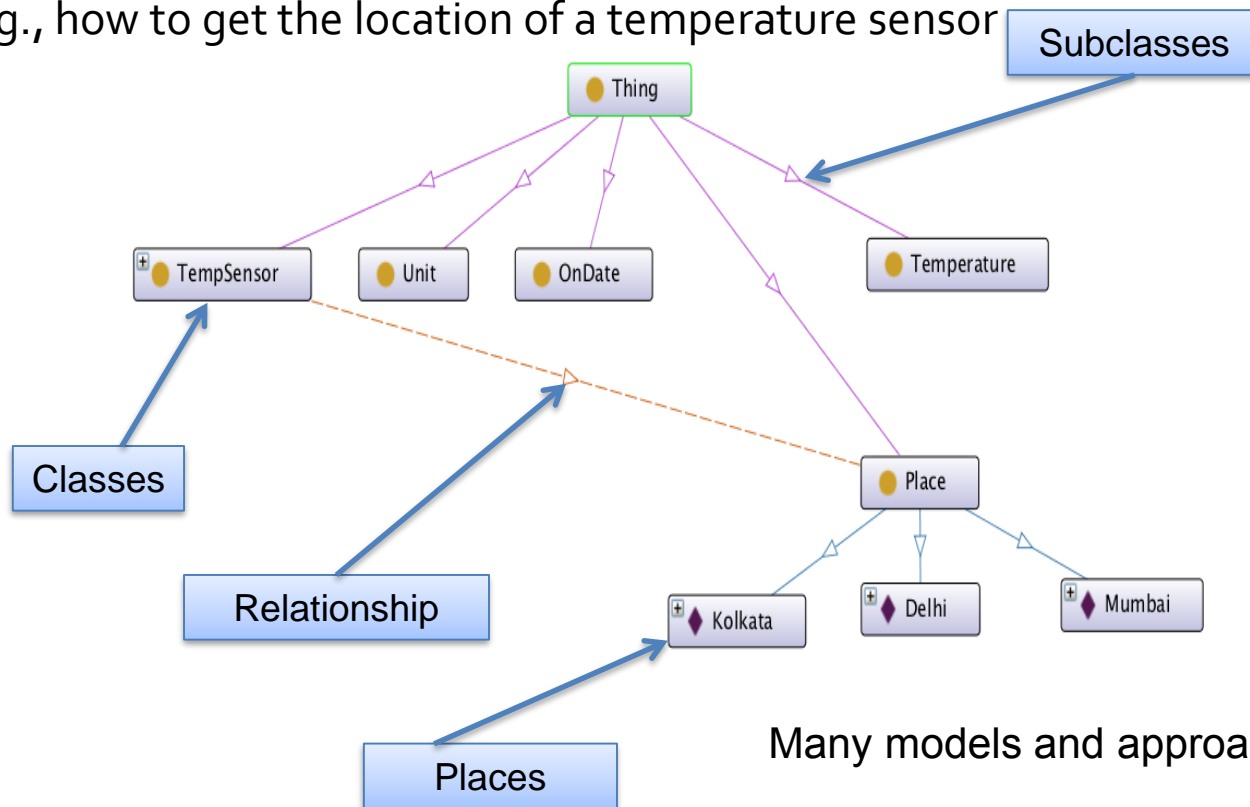 g., how to get the location of a temperature sensor
Subclasses
Thing
TempSensor
Unit
OnDate
Temperature
Classes
Place
Relationship
Kolkata
Delhi
Mumbai
Places
Many models and approa